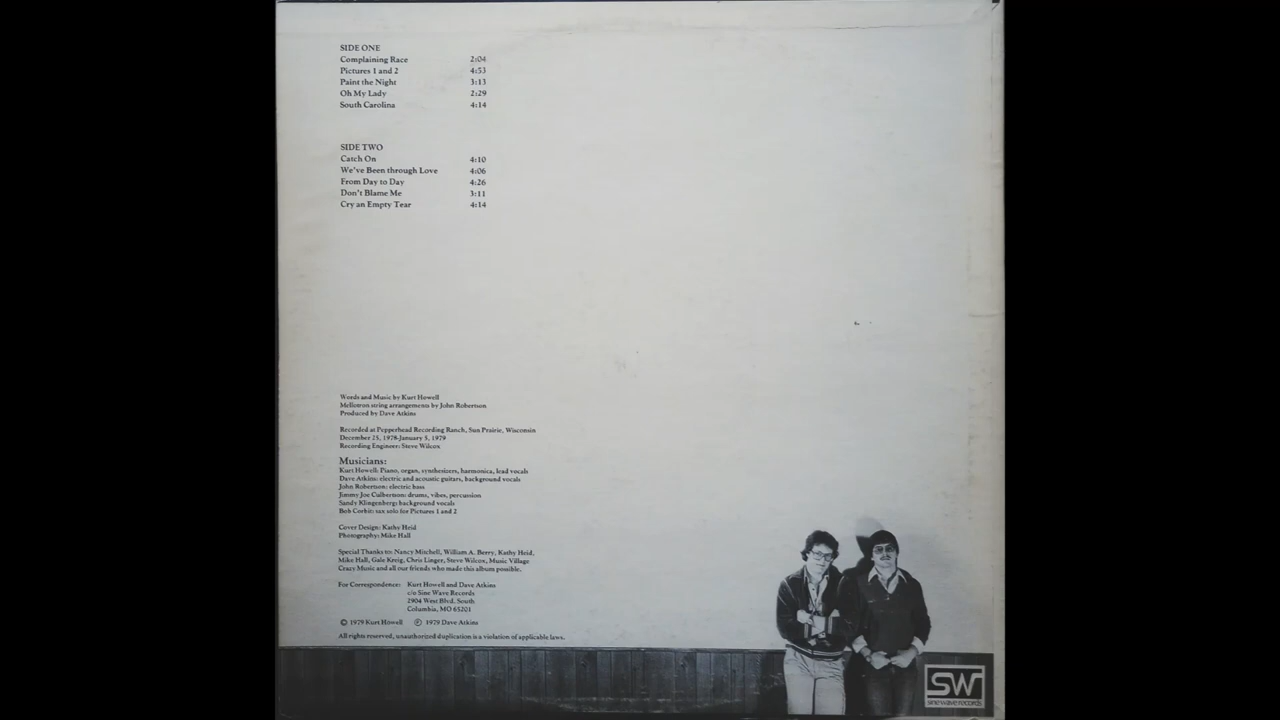 SIDE ONE
Complaining Race 2:04
Pictures 1 and 2 4:53
Paint the Night 3:13
Oh My Lady 2:29
South Carolina 4:14
SIDE TWO
Catch On 4:10
We've Been through Love 4:06
From Day to Day 4:26
Don't Blame Me 3:11
Cry an Empty Tear 4:14
Words and Music by Kurt Howell
Mellotron string arrangements by John Robertson
Produced by Dave Atkins
Recorded at Pepperhead Recording Ranch, Sun Prairie, Wisconsin
December 25, 1978-January 5, 1979
Recording Engineer: Steve Wilcox
Musicians:
Kurt Howell: Piano, organ, synthesizers, harmonica, lead vocals
Dave Atkins: electric and acoustic guitars, background vocals
John Robertson: electric bass
Jimmy Joe Culbertson: drums, vibes, percussion
Sandy Klingenberg: background vocals
Bob Corbit: sax solo for Pictures 1 and 2
Cover Design: Kathy Heid
Photography: Mike Hall
Special Thanks to: Nancy Mitchell, William A. Berry, Kathy Heid,
Mike Hall, Gale Kreig, Chris Linger, Steve Wilcox, Music Village
Crazy Music and all our friends who made this album possible.
For Correspondence: Kurt Howell and Dave Atkins
c/o Sine Wave Records
2904 West Blvd. South
Columbia, MO 65201
© 1979 Kurt Howell ℗ 1979 Dave Atkins
All rights reserved, unauthorized duplication is a violation of applicable laws.
SW
sine wave records